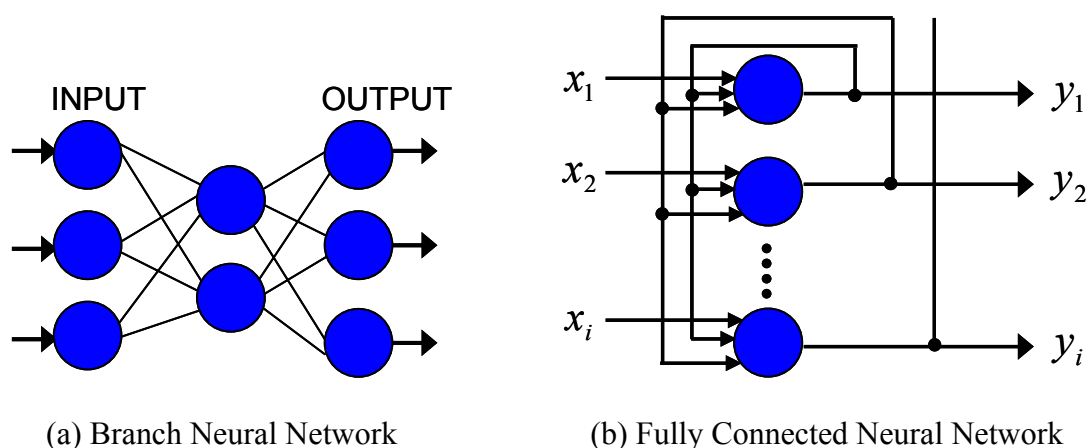 INPUT
OUTPUT
x₁
x₂
xᵢ
y₁
y₂
yᵢ
(a) Branch Neural Network
(b) Fully Connected Neural Network